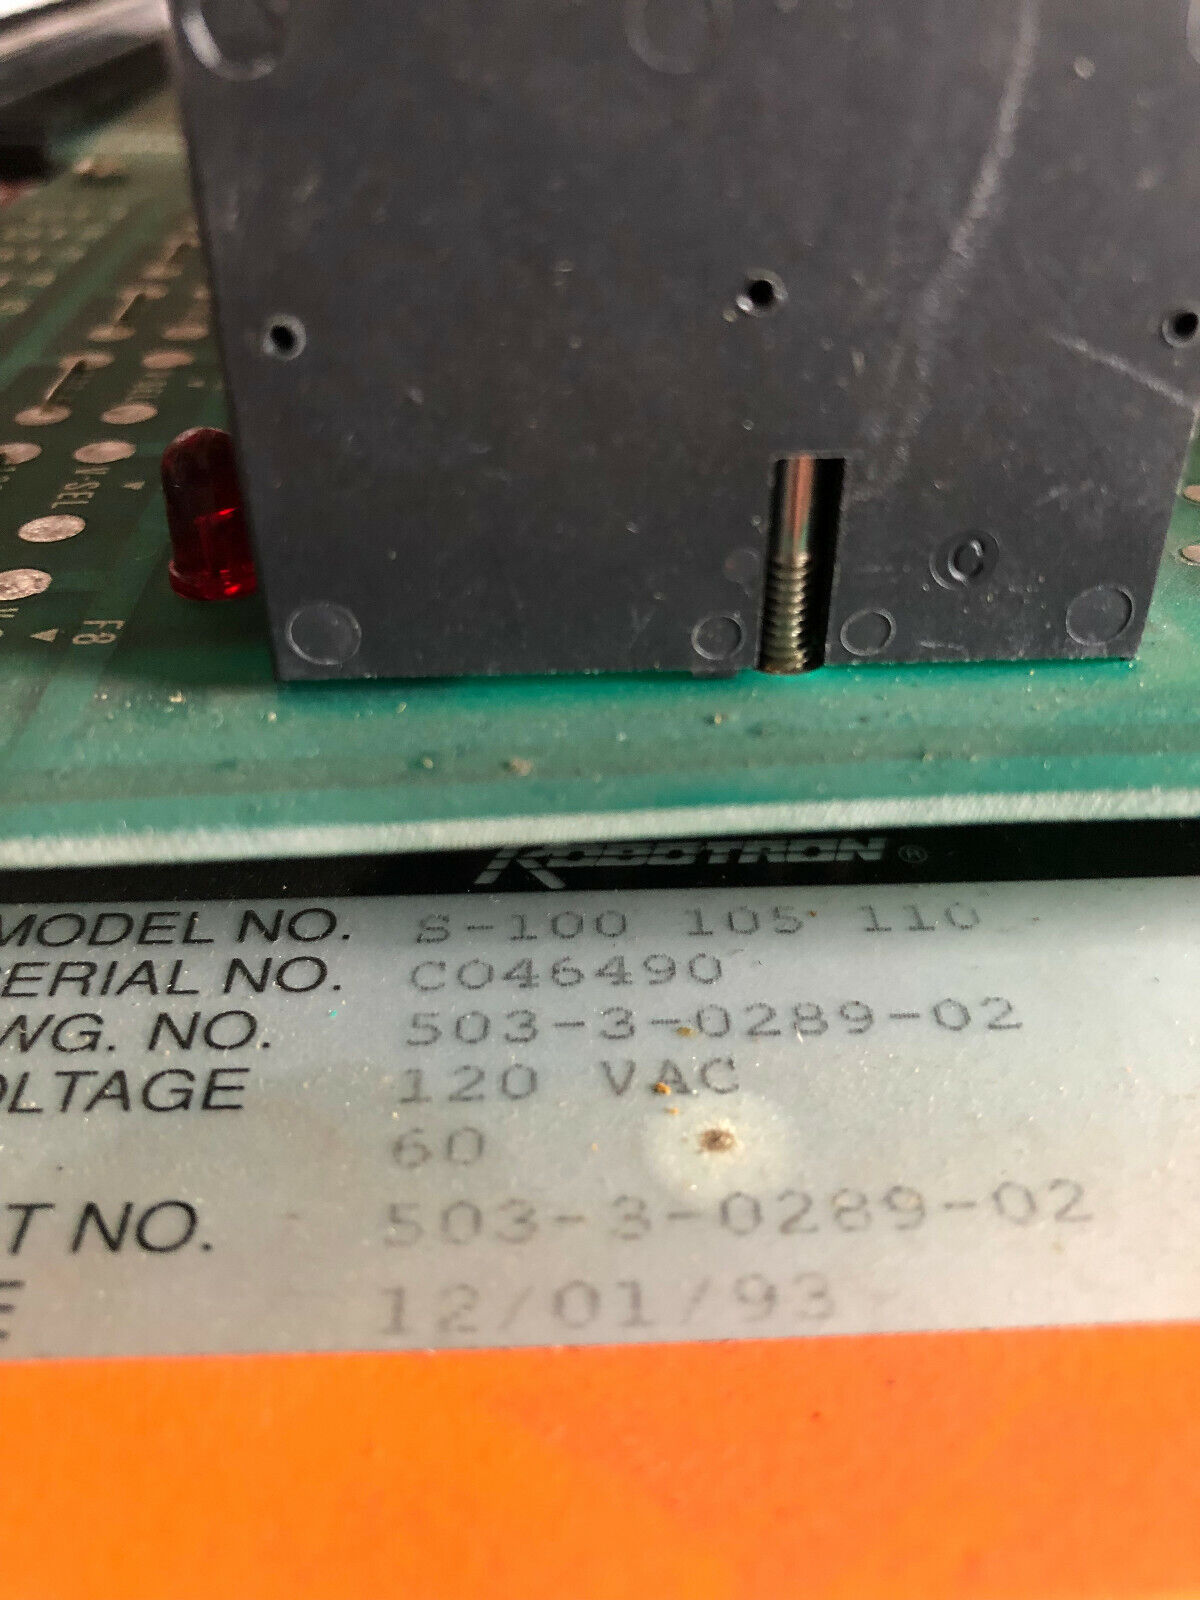 V-SEL
F8
ROBOTRON ®
MODEL NO. S-100 105 110
ERIAL NO. C046490
WG. NO. 503-3-0289-02
OLTAGE 120 VAC
60
T NO. 503-3-0289-02
E 12/01/93